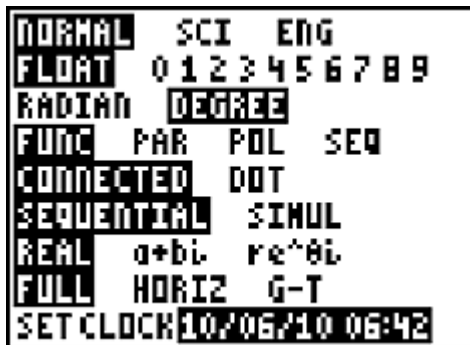 NORMAL SCI ENG
FLOAT 0 1 2 3 4 5 6 7 8 9
RADIAN DEGREE
FUNC PAR POL SEQ
CONNECTED DOT
SEQUENTIAL SIMUL
REAL a+bi re^θi
FULL HORIZ G-T
SET CLOCK 10/06/10 06:42